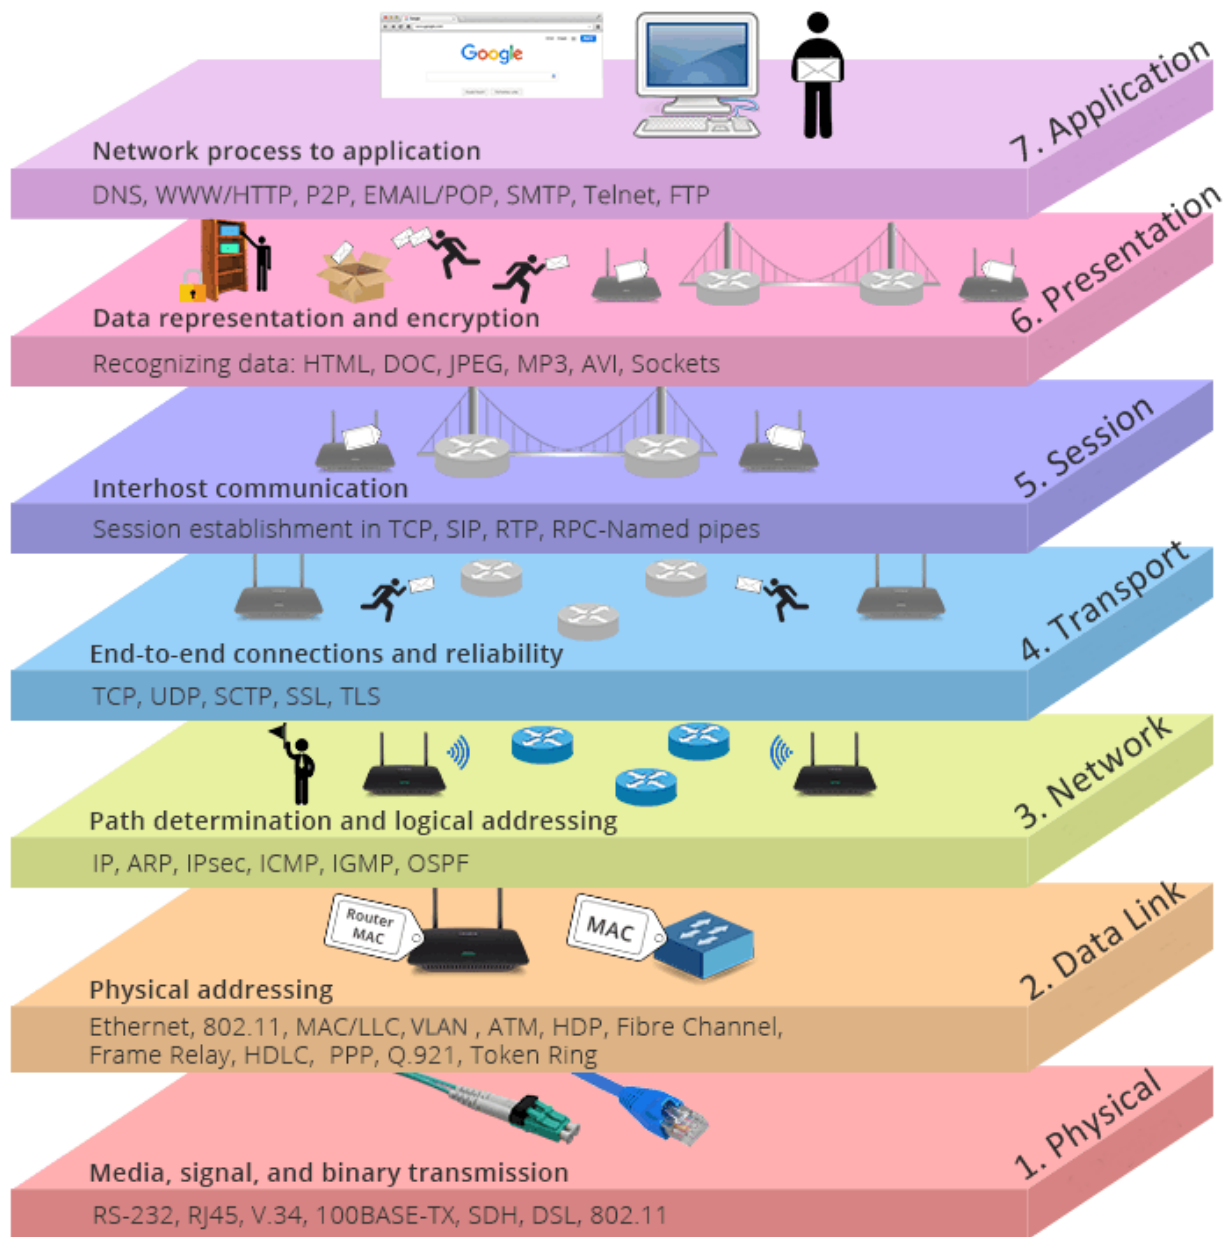 Google
7. Application
Network process to application
DNS, WWW/HTTP, P2P, EMAIL/POP, SMTP, Telnet, FTP
6. Presentation
Data representation and encryption
Recognizing data: HTML, DOC, JPEG, MP3, AVI, Sockets
5. Session
Interhost communication
Session establishment in TCP, SIP, RTP, RPC-Named pipes
4. Transport
End-to-end connections and reliability
TCP, UDP, SCTP, SSL, TLS
3. Network
Path determination and logical addressing
IP, ARP, IPsec, ICMP, IGMP, OSPF
Router
MAC
MAC
2. Data Link
Physical addressing
Ethernet, 802.11, MAC/LLC, VLAN , ATM, HDP, Fibre Channel,
Frame Relay, HDLC, PPP, Q.921, Token Ring
1. Physical
Media, signal, and binary transmission
RS-232, RJ45, V.34, 100BASE-TX, SDH, DSL, 802.11